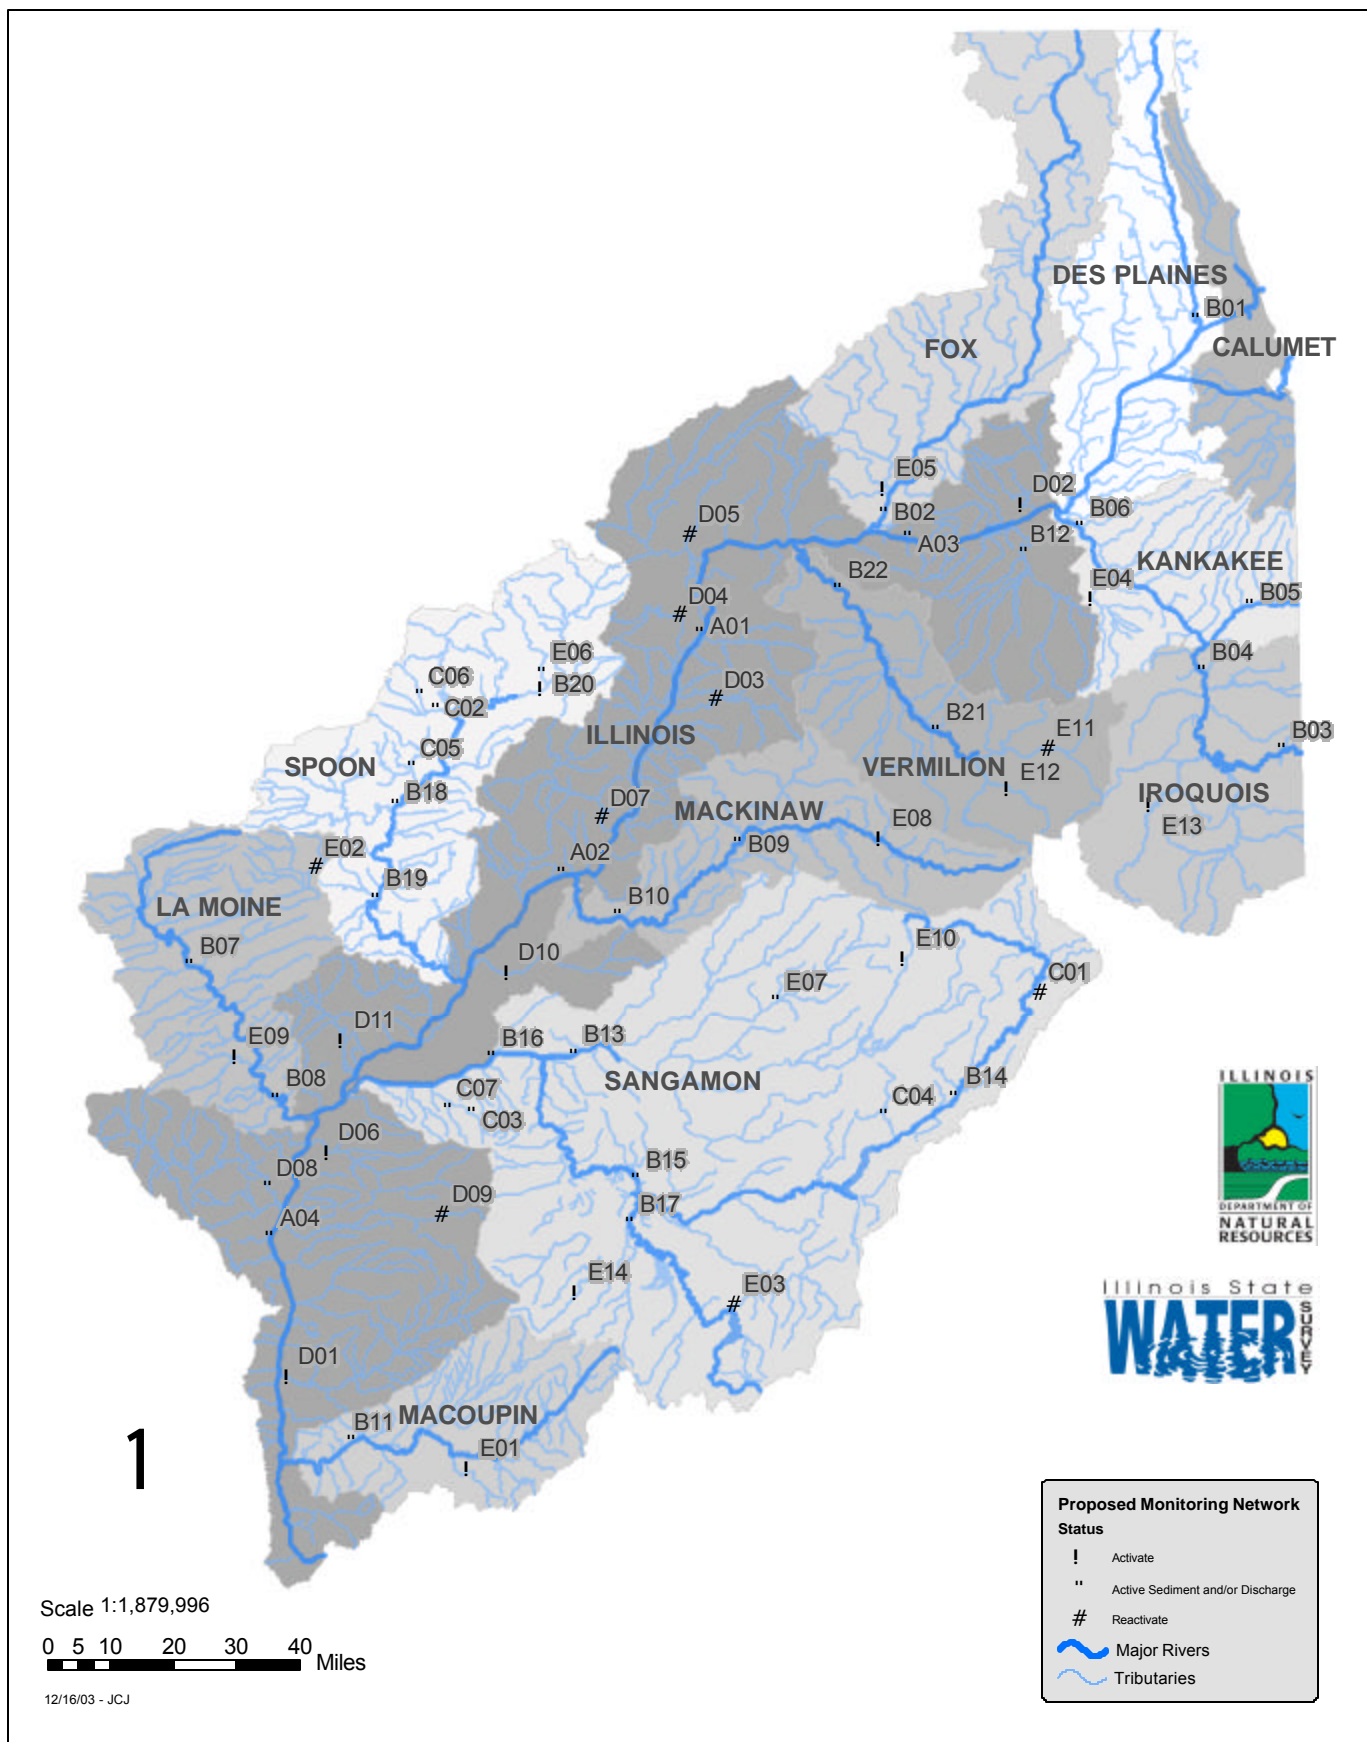 DES PLAINES
B01
CALUMET
FOX
E05
D02
B02
B06
D05
A03
B12
KANKAKEE
B22
E04
B05
D04
A01
B04
E06
C06
B20
D03
C02
B21
E11
B03
ILLINOIS
C05
SPOON
VERMILION
E12
B18
IROQUOIS
D07
MACKINAW
E13
E08
E02
A02
B09
B19
LA MOINE
B10
B07
D10
E10
C01
E07
D11
E09
B16
B13
SANGAMON
B14
B08
C07
C04
C03
D06
B15
D08
D09
B17
A04
E14
E03
D01
B11
MACOUPIN
E01
1
ILLINOIS
DEPARTMENT OF
NATURAL
RESOURCES
Illinois State
WATER
SURVEY
Proposed Monitoring Network
Status
! Activate
" Active Sediment and/or Discharge
# Reactivate
Major Rivers
Tributaries
Scale 1:1,879,996
0 5 10 20 30 40 Miles
12/16/03 - JCJ